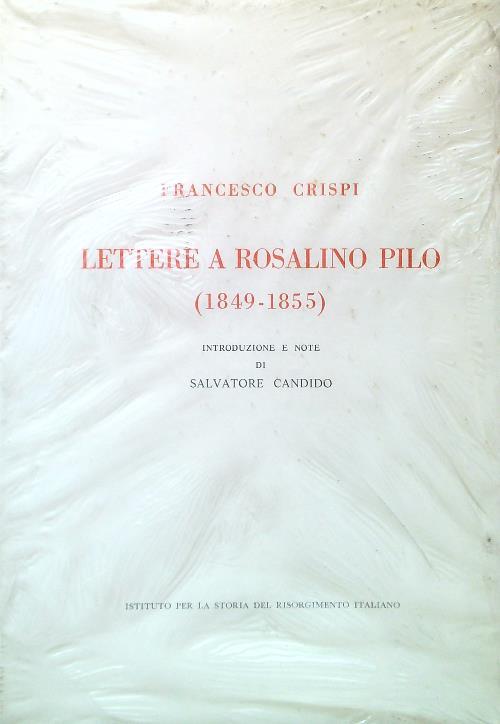 FRANCESCO CRISPI
LETTERE A ROSALINO PILO
(1849-1855)
INTRODUZIONE E NOTE
DI
SALVATORE CANDIDO
ISTITUTO PER LA STORIA DEL RISORGIMENTO ITALIANO